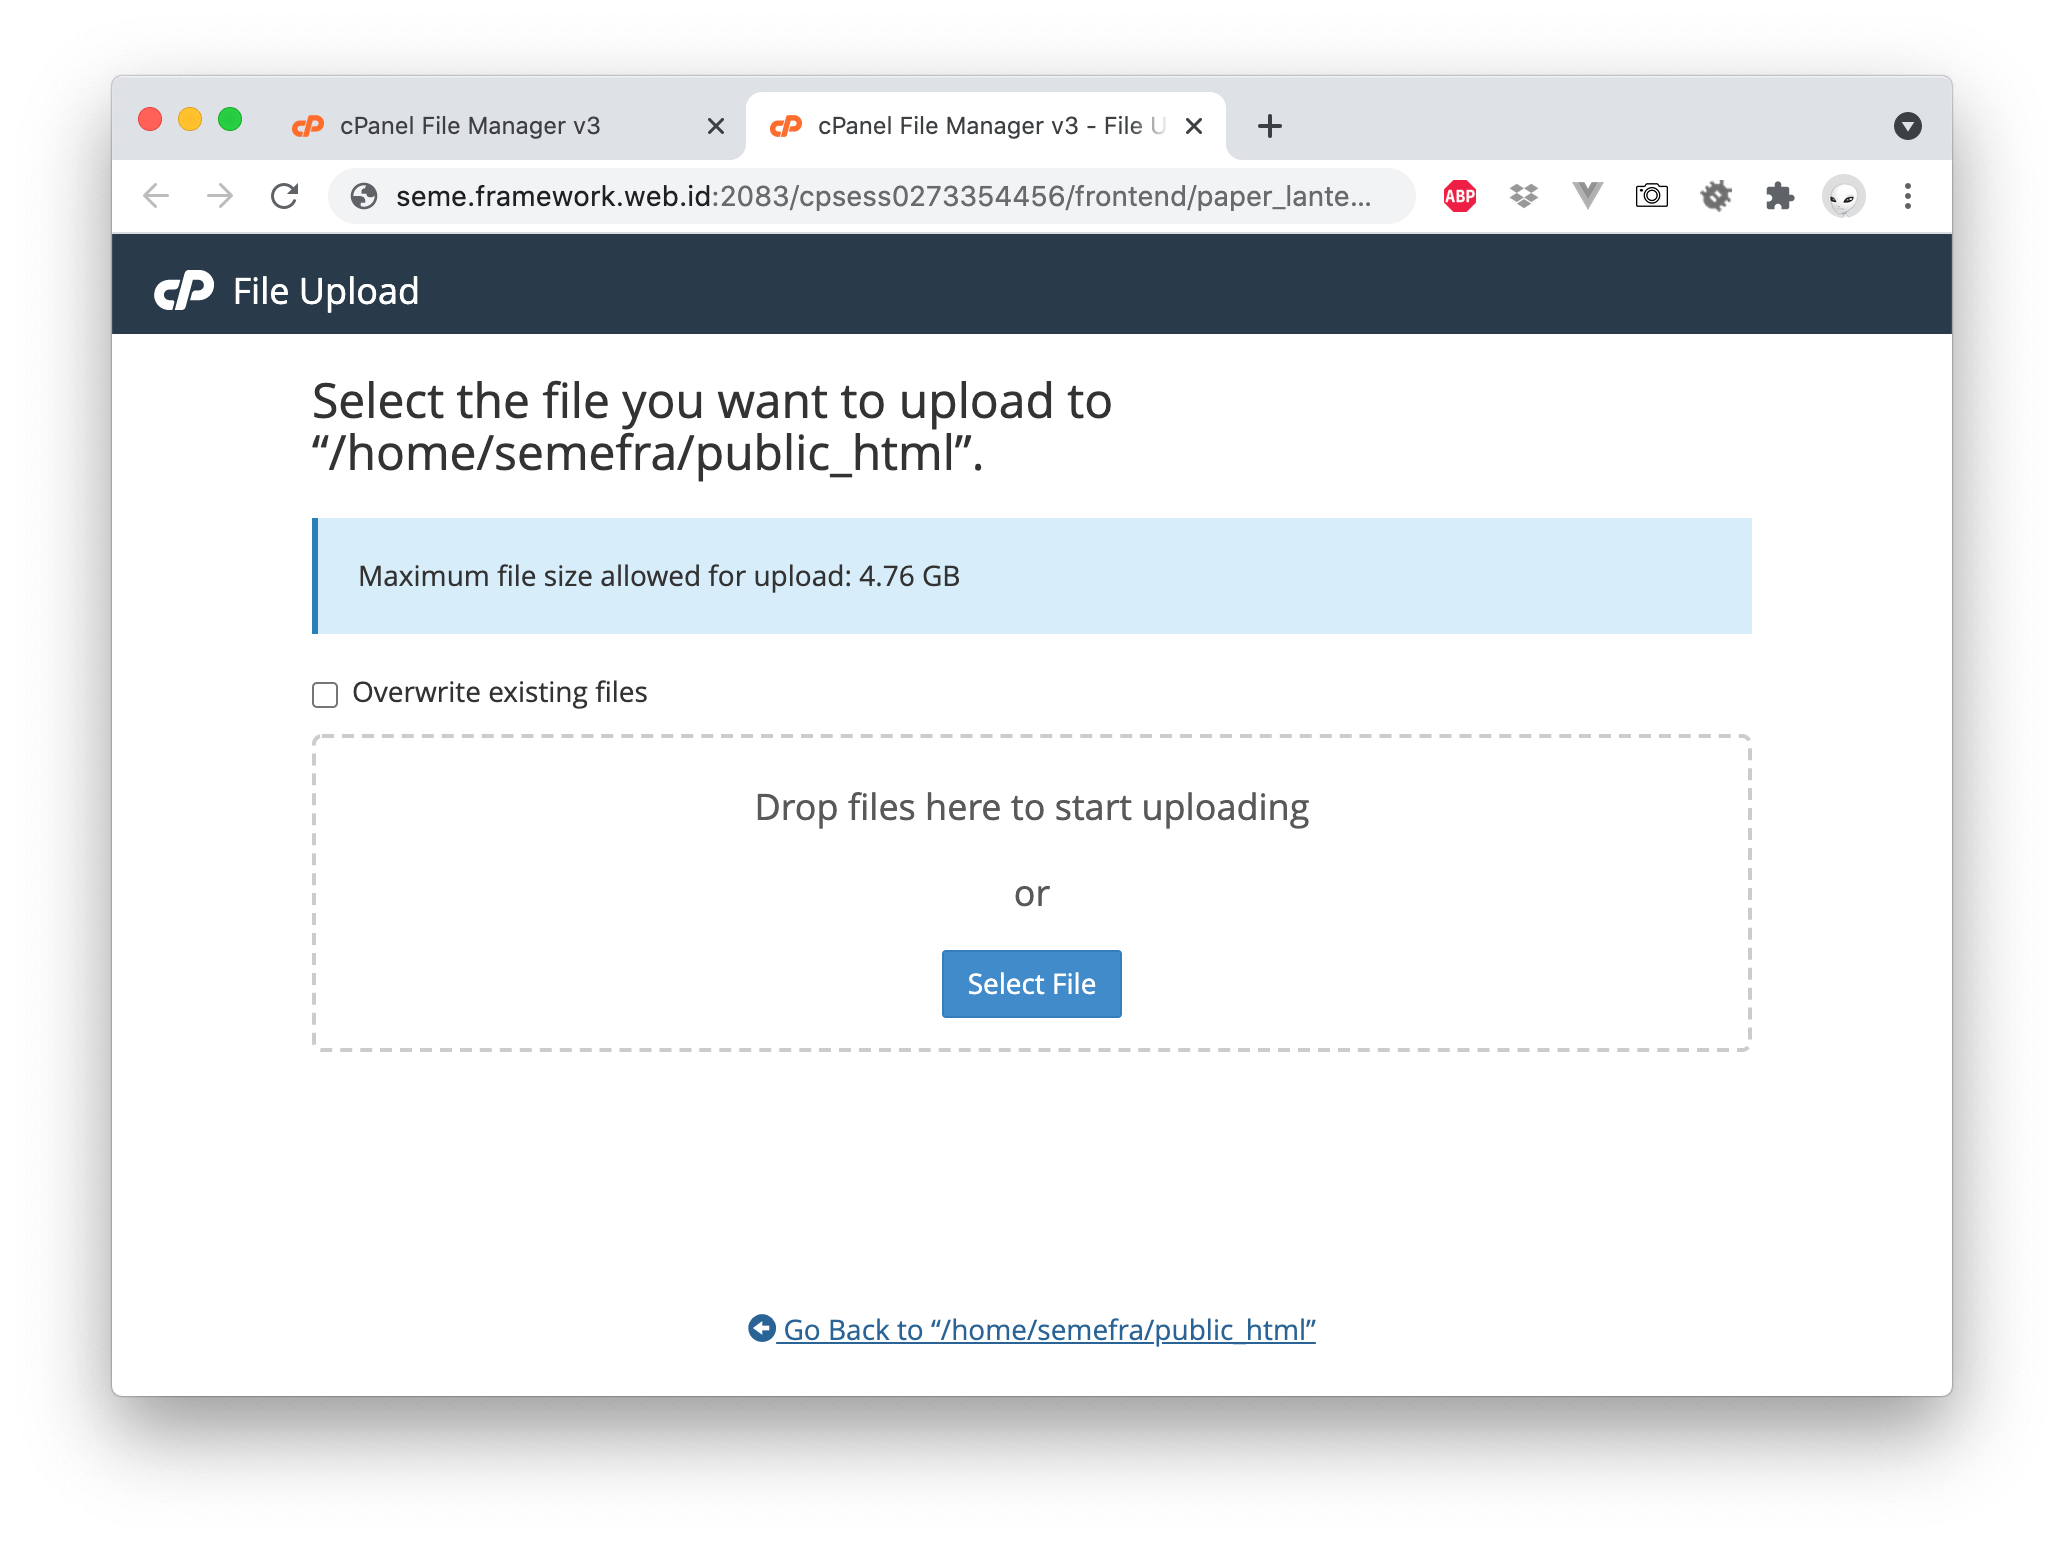 cPanel File Manager v3
cPanel File Manager v3 - File U
seme.framework.web.id:2083/cpsess0273354456/frontend/paper_lante...
ABP
cP File Upload
Select the file you want to upload to
“/home/semefra/public_html”.
Maximum file size allowed for upload: 4.76 GB
Overwrite existing files
Drop files here to start uploading
or
Select File
Go Back to “/home/semefra/public_html”